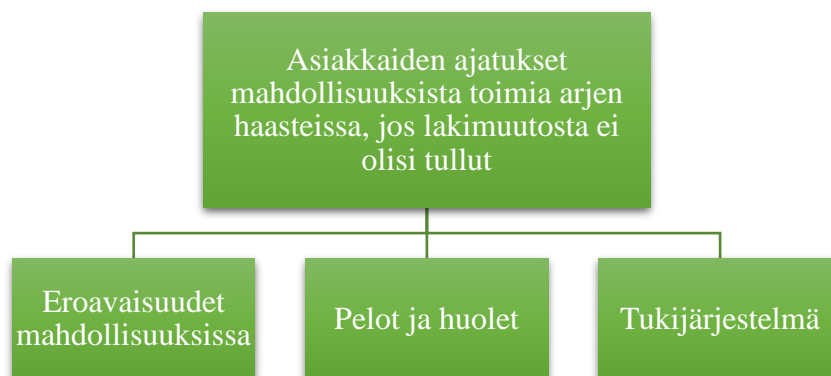 Asiakkaiden ajatukset
mahdollisuuksista toimia arjen
haasteissa, jos lakimuutosta ei
olisi tullut
Eroavaisuudet
mahdollisuuksissa
Pelot ja huolet
Tukijärjestelmä